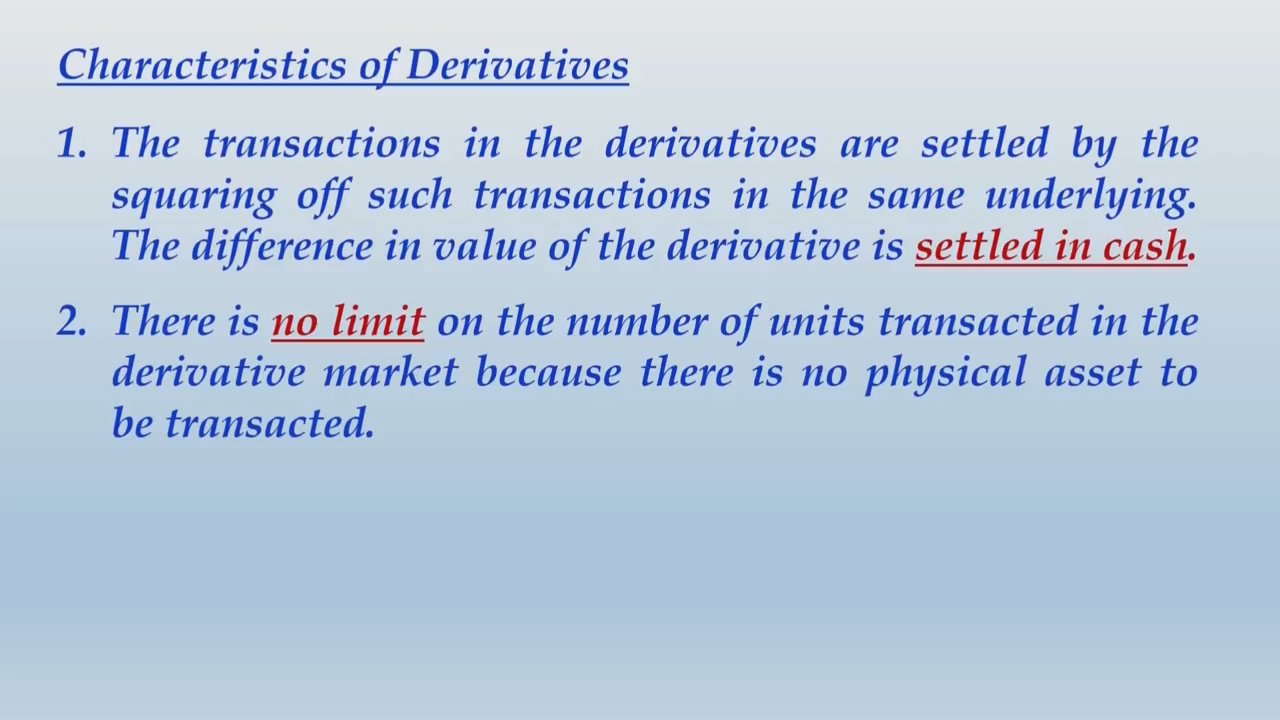 Characteristics of Derivatives
1. The transactions in the derivatives are settled by the
squaring off such transactions in the same underlying.
The difference in value of the derivative is settled in cash.
2. There is no limit on the number of units transacted in the
derivative market because there is no physical asset to
be transacted.